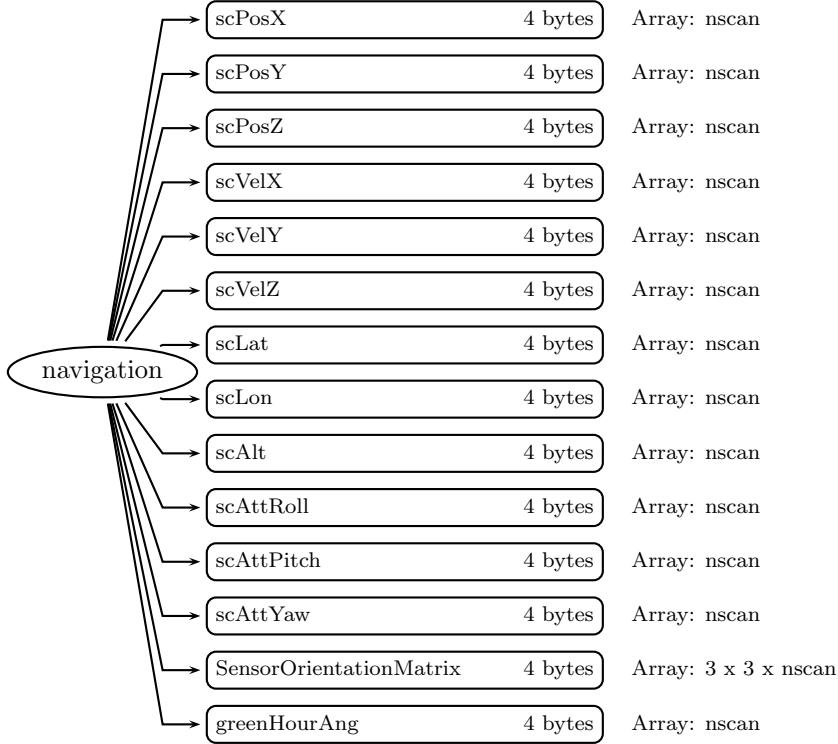 scPosX 4 bytes Array: nscan
scPosY 4 bytes Array: nscan
scPosZ 4 bytes Array: nscan
scVelX 4 bytes Array: nscan
scVelY 4 bytes Array: nscan
scVelZ 4 bytes Array: nscan
scLat 4 bytes Array: nscan
navigation
scLon 4 bytes Array: nscan
scAlt 4 bytes Array: nscan
scAttRoll 4 bytes Array: nscan
scAttPitch 4 bytes Array: nscan
scAttYaw 4 bytes Array: nscan
SensorOrientationMatrix 4 bytes Array: 3 x 3 x nscan
greenHourAng 4 bytes Array: nscan